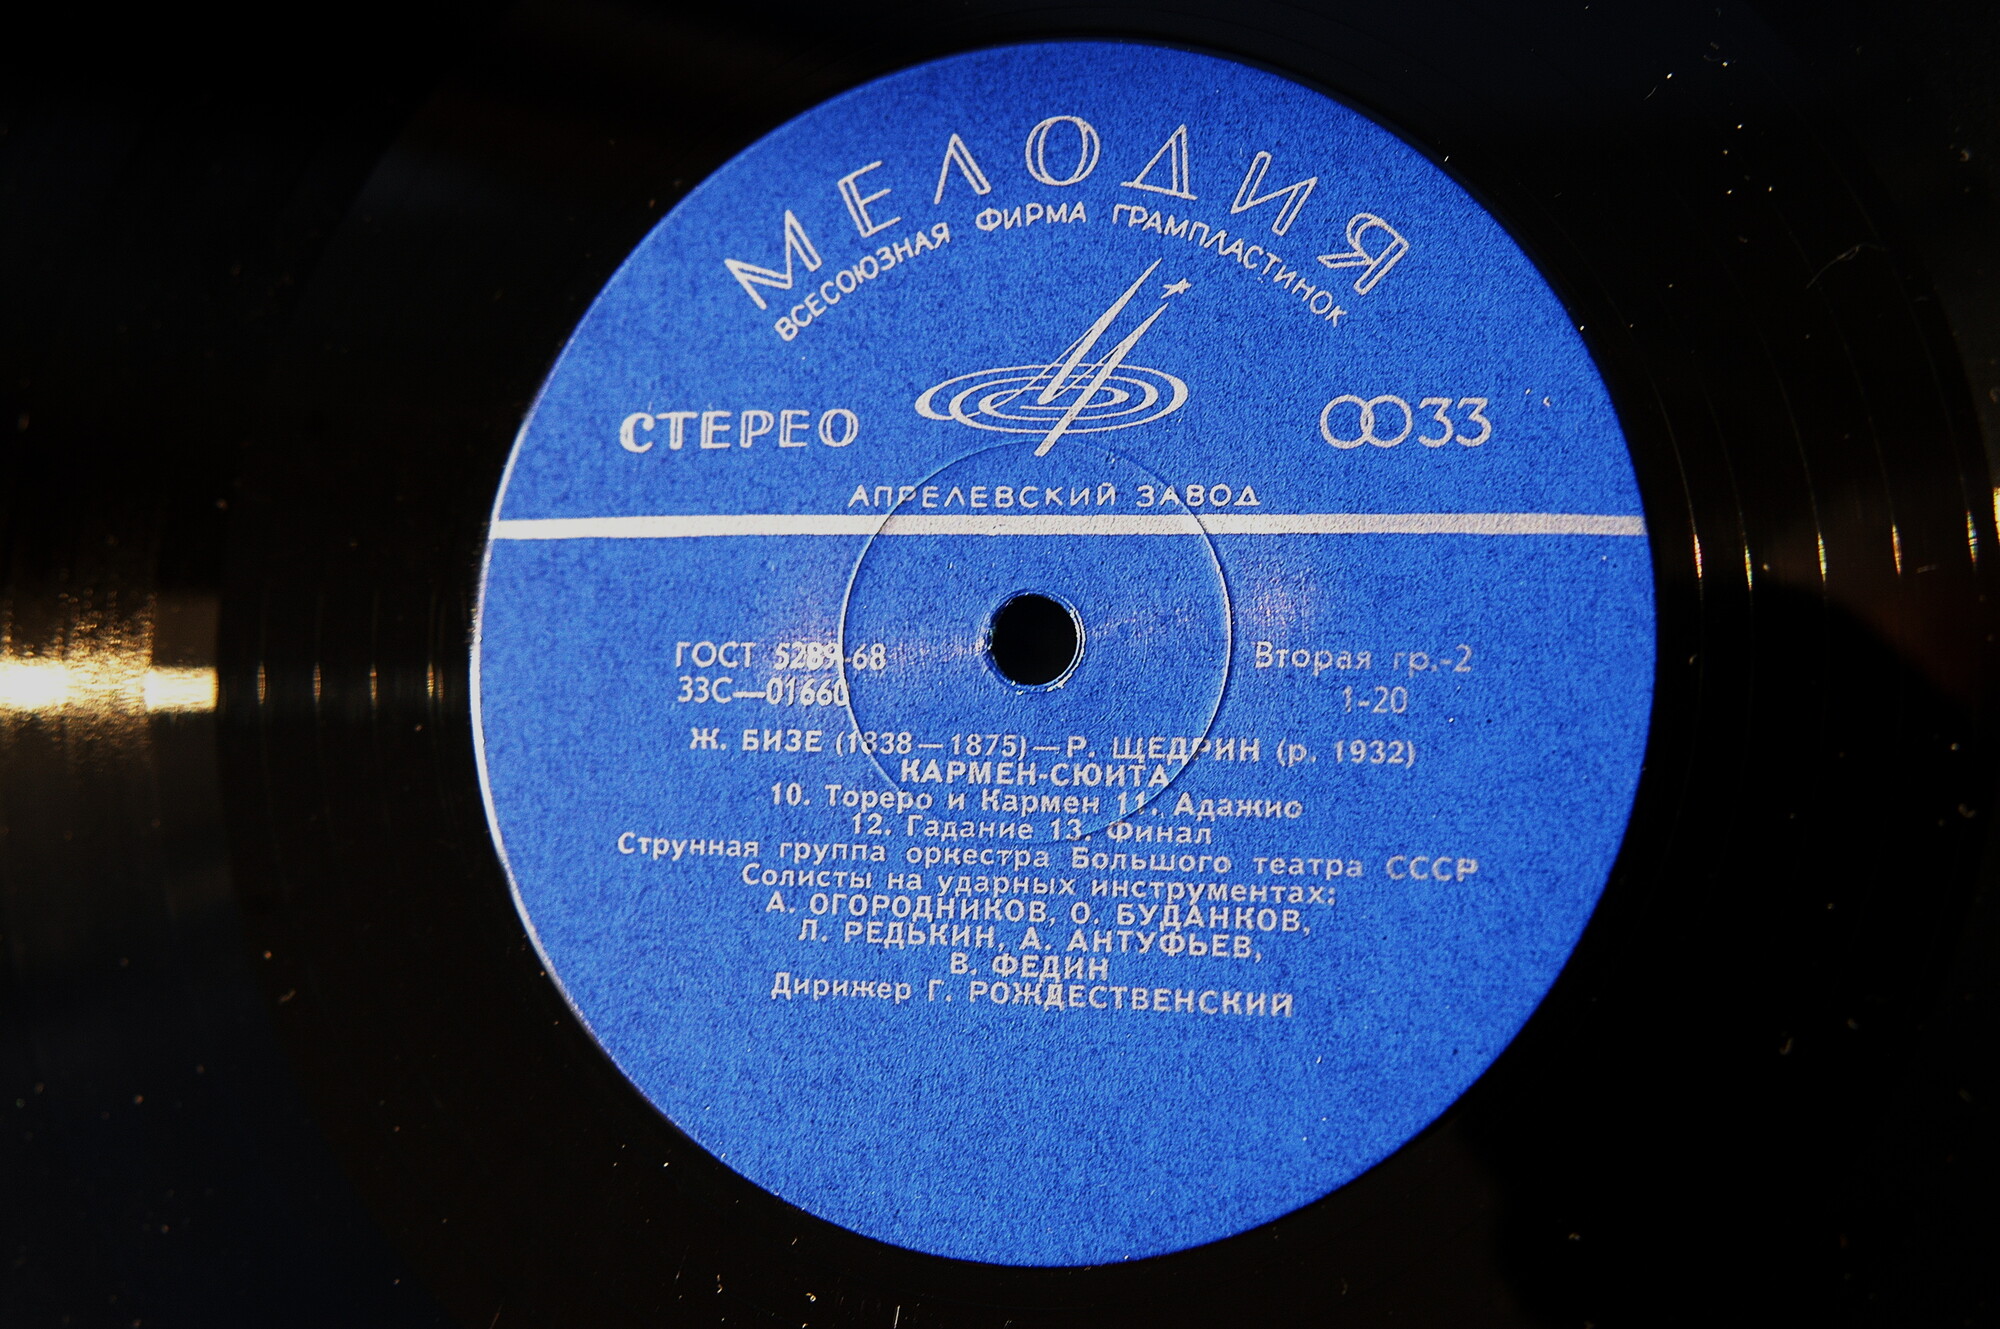 МЕЛОДИЯ
ВСЕСОЮЗНАЯ ФИРМА ГРАМПЛАСТИНОК
СТЕРЕО
33
АПРЕЛЕВСКИЙ ЗАВОД
ГОСТ 5289-68
33С—01660
Вторая гр.-2
1-20
Ж. БИЗЕ (1838—1875)—Р. ЩЕДРИН (р. 1932)
КАРМЕН-СЮИТА
10. Тореро и Кармен 11. Адажио
12. Гадание 13. Финал
Струнная группа оркестра Большого театра СССР
Солисты на ударных инструментах:
А. ОГОРОДНИКОВ, О. БУДАНКОВ,
Л. РЕДЬКИН, А. АНТУФЬЕВ,
В. ФЕДИН
Дирижер Г. РОЖДЕСТВЕНСКИЙ